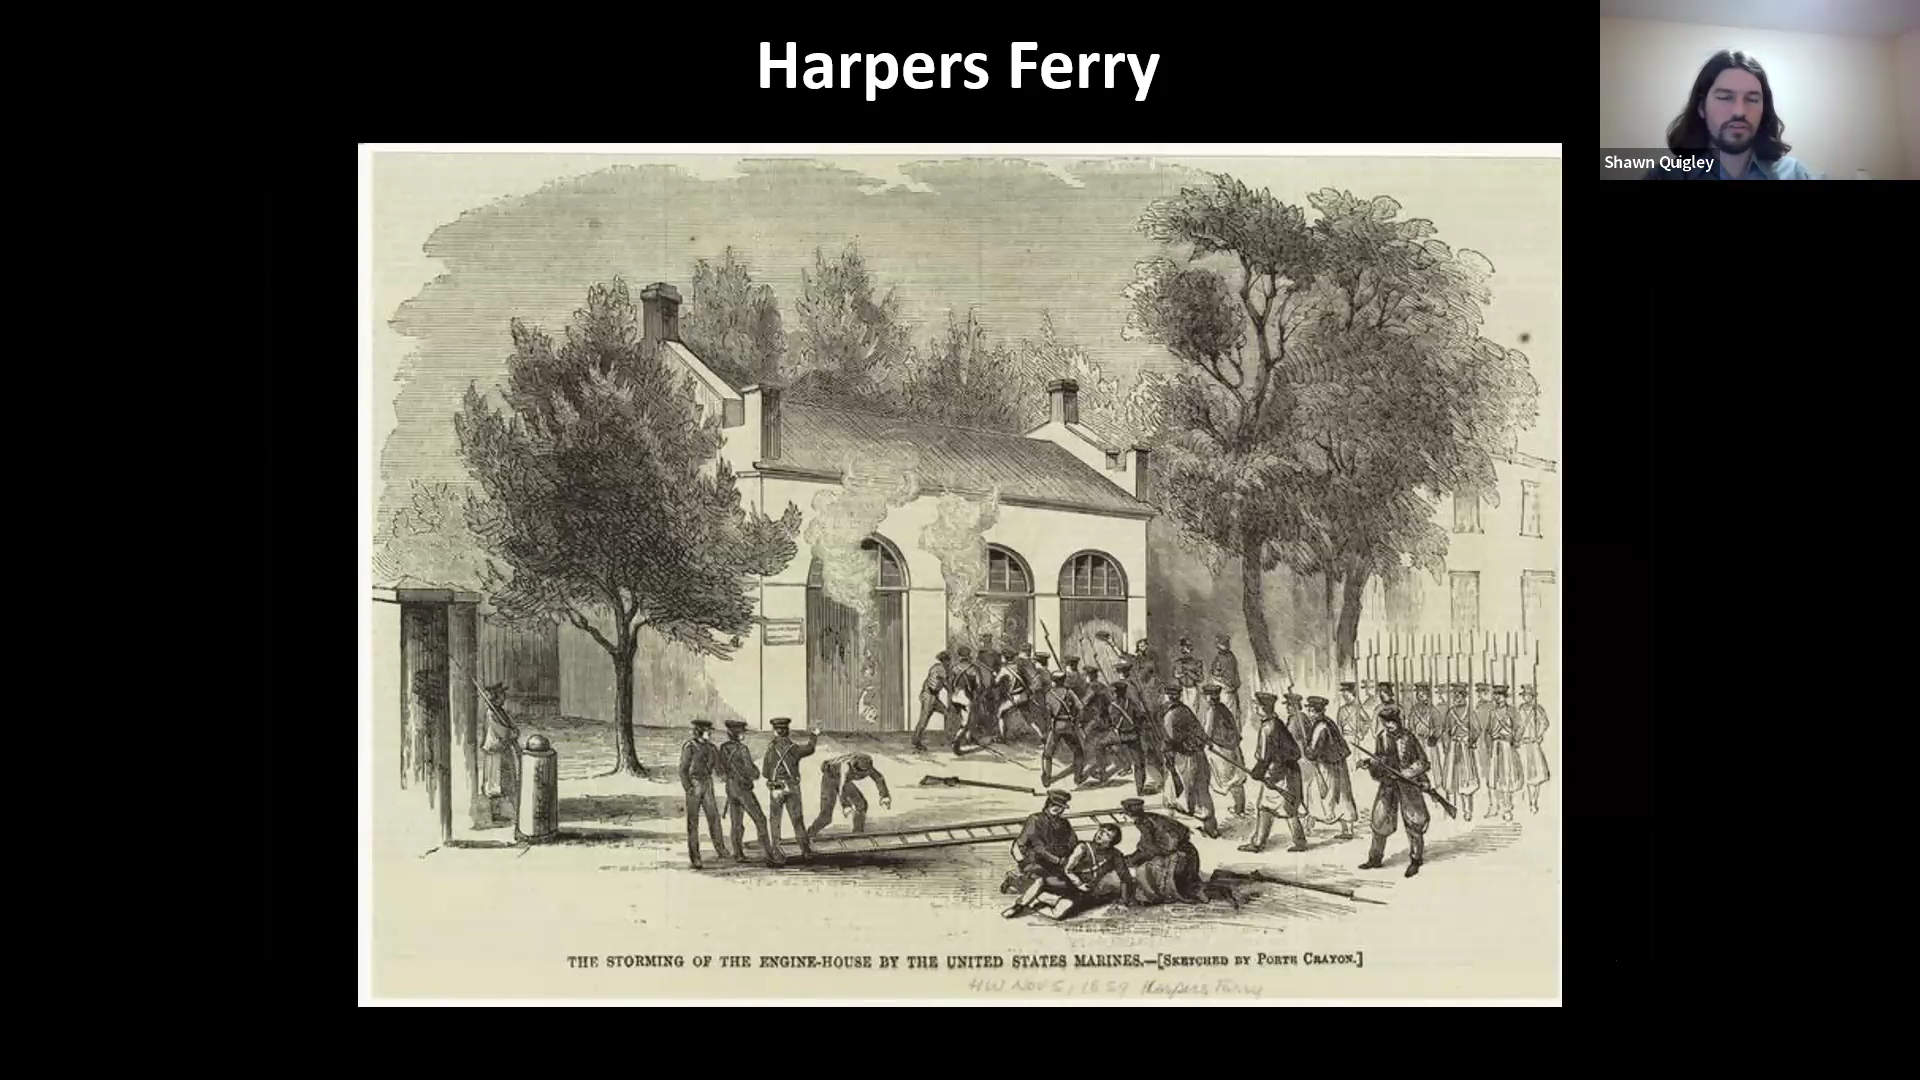 Harpers Ferry
Shawn Quigley
THE STORMING OF THE ENGINE-HOUSE BY THE UNITED STATES MARINES.—[SKETCHED BY PORTE CRAYON.]
HW NOV 5, 1859 Harpers Ferry